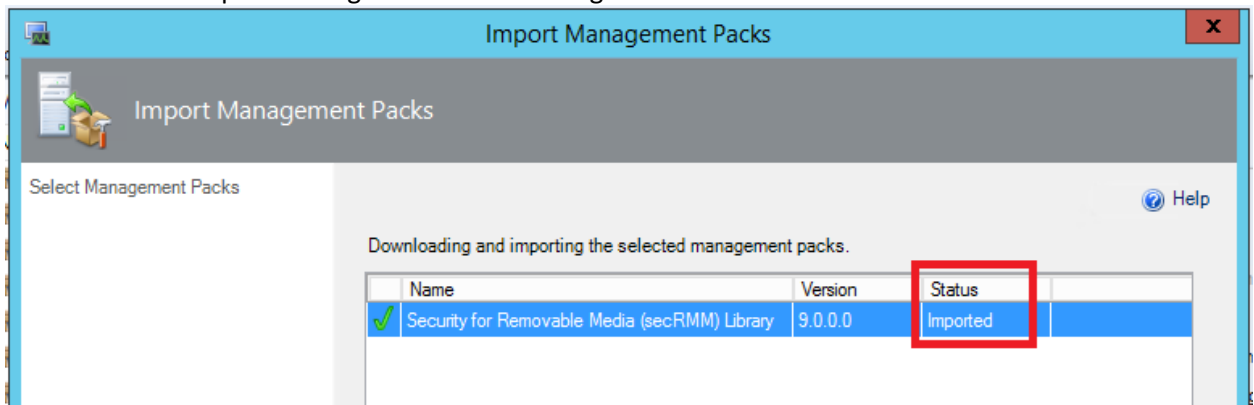 Import Management Packs
X
Import Management Packs
Select Management Packs
Help
Downloading and importing the selected management packs.
Name Version Status
Security for Removable Media (secRMM) Library 9.0.0.0 Imported